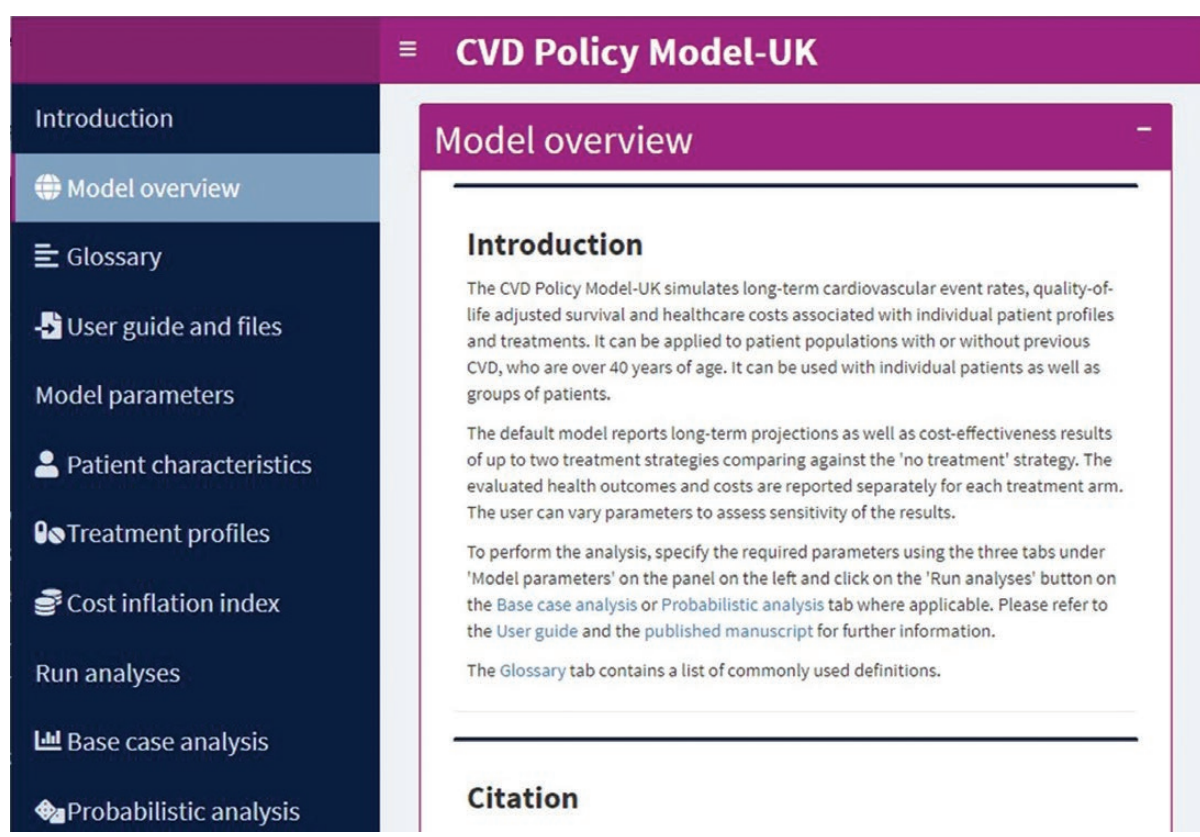 CVD Policy Model-UK
Introduction
Model overview
Glossary
User guide and files
Model parameters
Patient characteristics
Treatment profiles
Cost inflation index
Run analyses
Base case analysis
Probabilistic analysis
Model overview
Introduction
The CVD Policy Model-UK simulates long-term cardiovascular event rates, quality-of-
life adjusted survival and healthcare costs associated with individual patient profiles
and treatments. It can be applied to patient populations with or without previous
CVD, who are over 40 years of age. It can be used with individual patients as well as
groups of patients.
The default model reports long-term projections as well as cost-effectiveness results
of up to two treatment strategies comparing against the 'no treatment' strategy. The
evaluated health outcomes and costs are reported separately for each treatment arm.
The user can vary parameters to assess sensitivity of the results.
To perform the analysis, specify the required parameters using the three tabs under
'Model parameters' on the panel on the left and click on the 'Run analyses' button on
the Base case analysis or Probabilistic analysis tab where applicable. Please refer to
the User guide and the published manuscript for further information.
The Glossary tab contains a list of commonly used definitions.
Citation